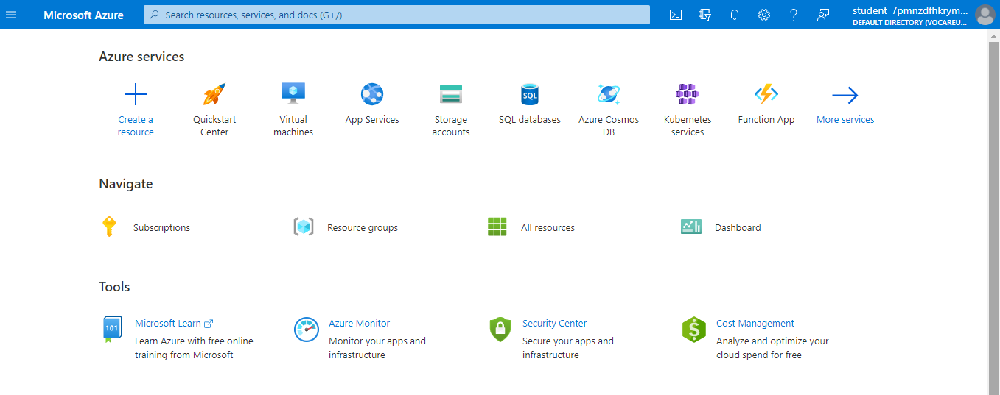 Microsoft Azure
Search resources, services, and docs (G+/)
student_7pmnzdfhkrym...
DEFAULT DIRECTORY (VOCAREU...
Azure services
Create a
resource
Quickstart
Center
Virtual
machines
App Services
Storage
accounts
SQL
SQL databases
Azure Cosmos
DB
Kubernetes
services
Function App
More services
Navigate
Subscriptions
Resource groups
All resources
Dashboard
Tools
101
Microsoft Learn
Learn Azure with free online
training from Microsoft
Azure Monitor
Monitor your apps and
infrastructure
Security Center
Secure your apps and
infrastructure
$
Cost Management
Analyze and optimize your
cloud spend for free